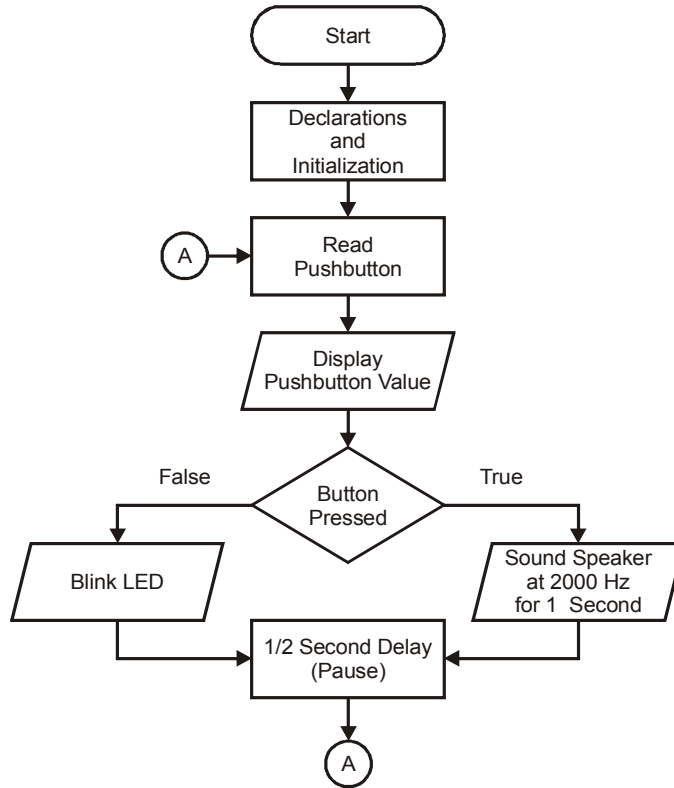 Start
Declarations
and
Initialization
A
Read
Pushbutton
Display
Pushbutton Value
False
True
Button
Pressed
Blink LED
Sound Speaker
at 2000 Hz
for 1 Second
1/2 Second Delay
(Pause)
A